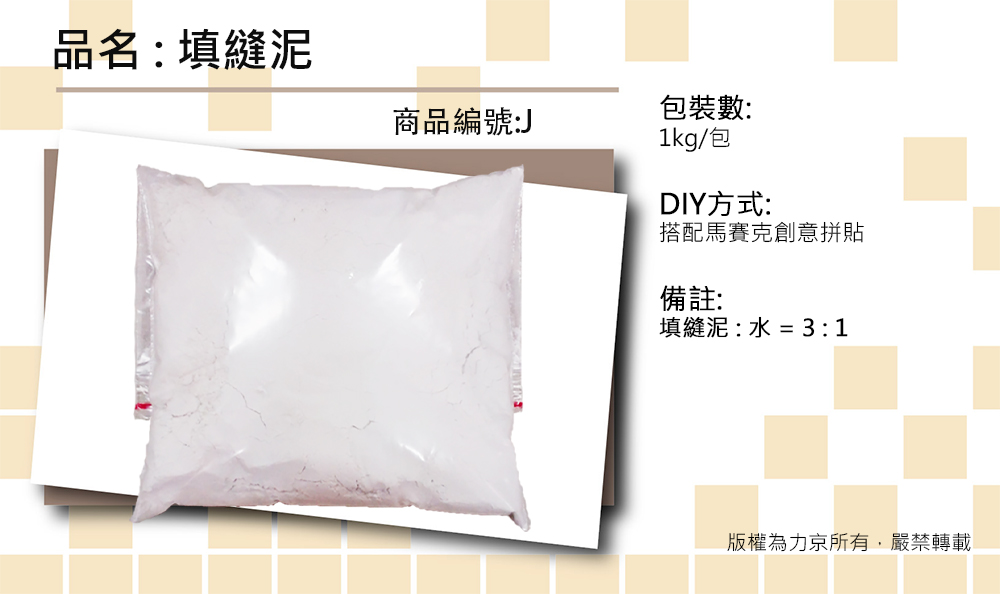 品名 : 填縫泥
商品編號:J
包裝數:
1kg/包
DIY方式:
搭配馬賽克創意拼貼
備註:
填縫泥 : 水 = 3 : 1
版權為力京所有，嚴禁轉載